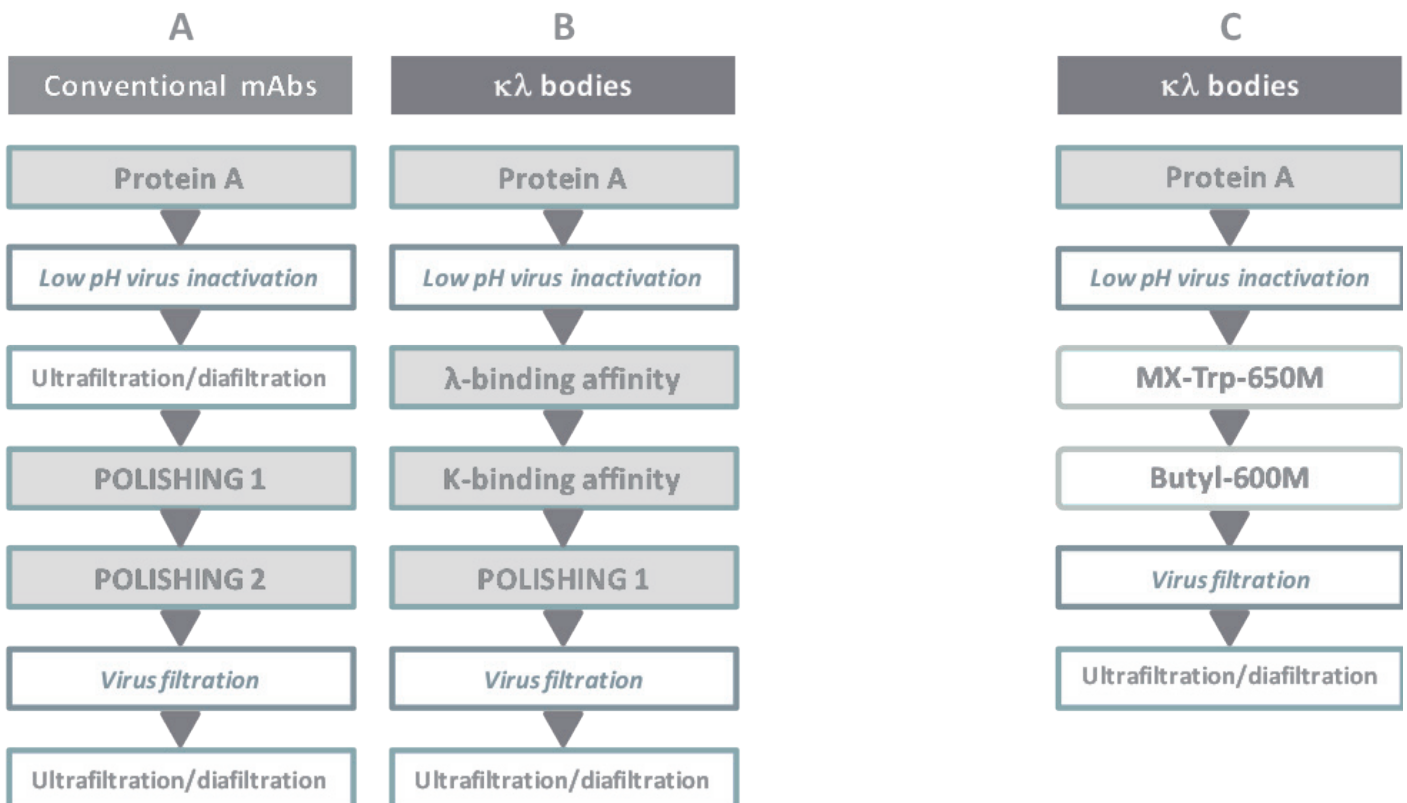 A
Conventional mAbs
Protein A
Low pH virus inactivation
Ultrafiltration/diafiltration
POLISHING 1
POLISHING 2
Virus filtration
Ultrafiltration/diafiltration
B
κλ bodies
Protein A
Low pH virus inactivation
λ-binding affinity
K-binding affinity
POLISHING 1
Virus filtration
Ultrafiltration/diafiltration
C
κλ bodies
Protein A
Low pH virus inactivation
MX-Trp-650M
Butyl-600M
Virus filtration
Ultrafiltration/diafiltration